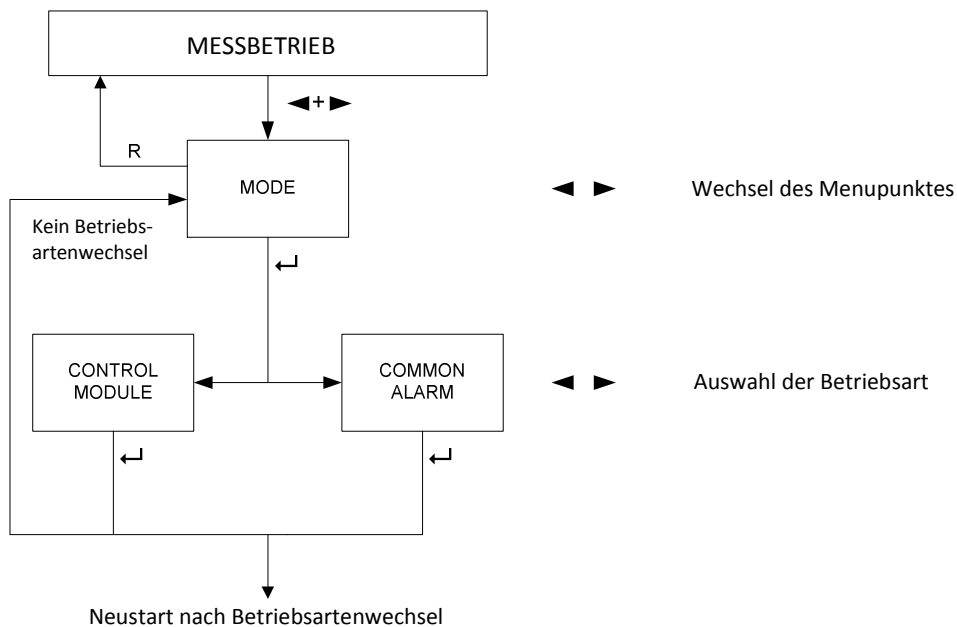 MESSBETRIEB
◄+►
R
MODE
◄ ► Wechsel des Menupunktes
Kein Betriebs-
artenwechsel
↵
CONTROL
MODULE
COMMON
ALARM
◄ ► Auswahl der Betriebsart
↵
↵
Neustart nach Betriebsartenwechsel